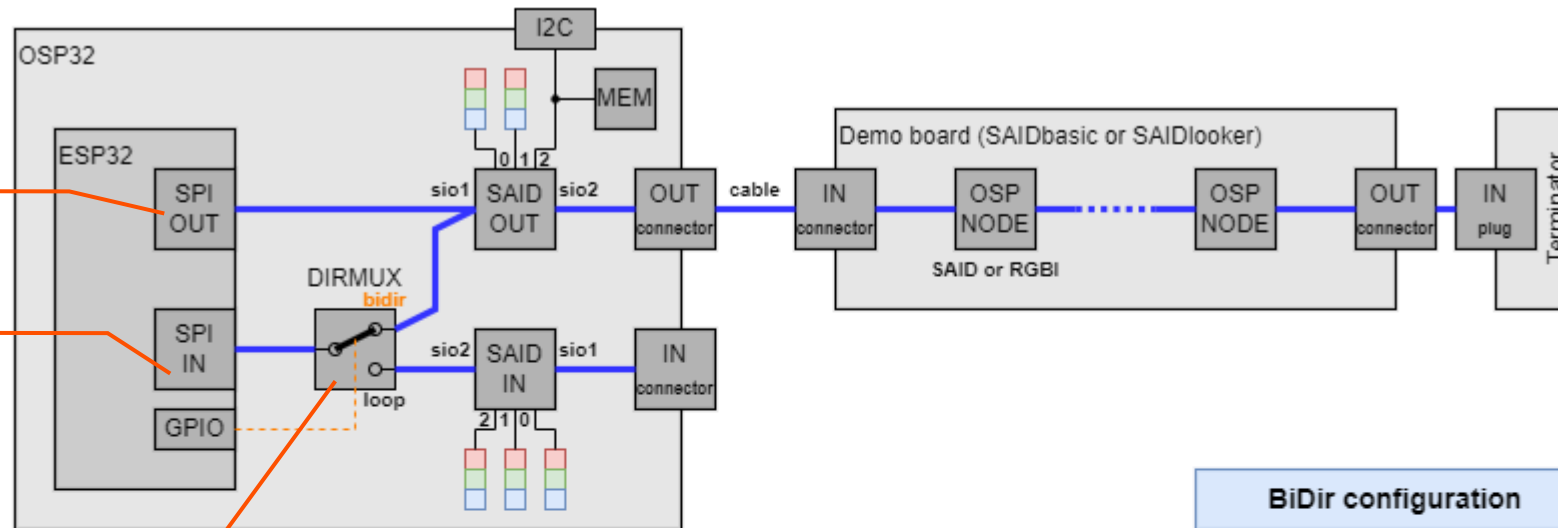 I2C
OSP32
MEM
Demo board (SAIDbasic or SAIDlooker)
ESP32
0 1 2
SPI
OUT
sio1
SAID
OUT
sio2
OUT
connector
cable
IN
connector
OSP
NODE
OSP
NODE
OUT
connector
IN
plug
Terminator
SAID or RGBI
DIRMUX
bidir
SPI
IN
sio2
SAID
IN
sio1
IN
connector
loop
GPIO
2 1 0
BiDir configuration